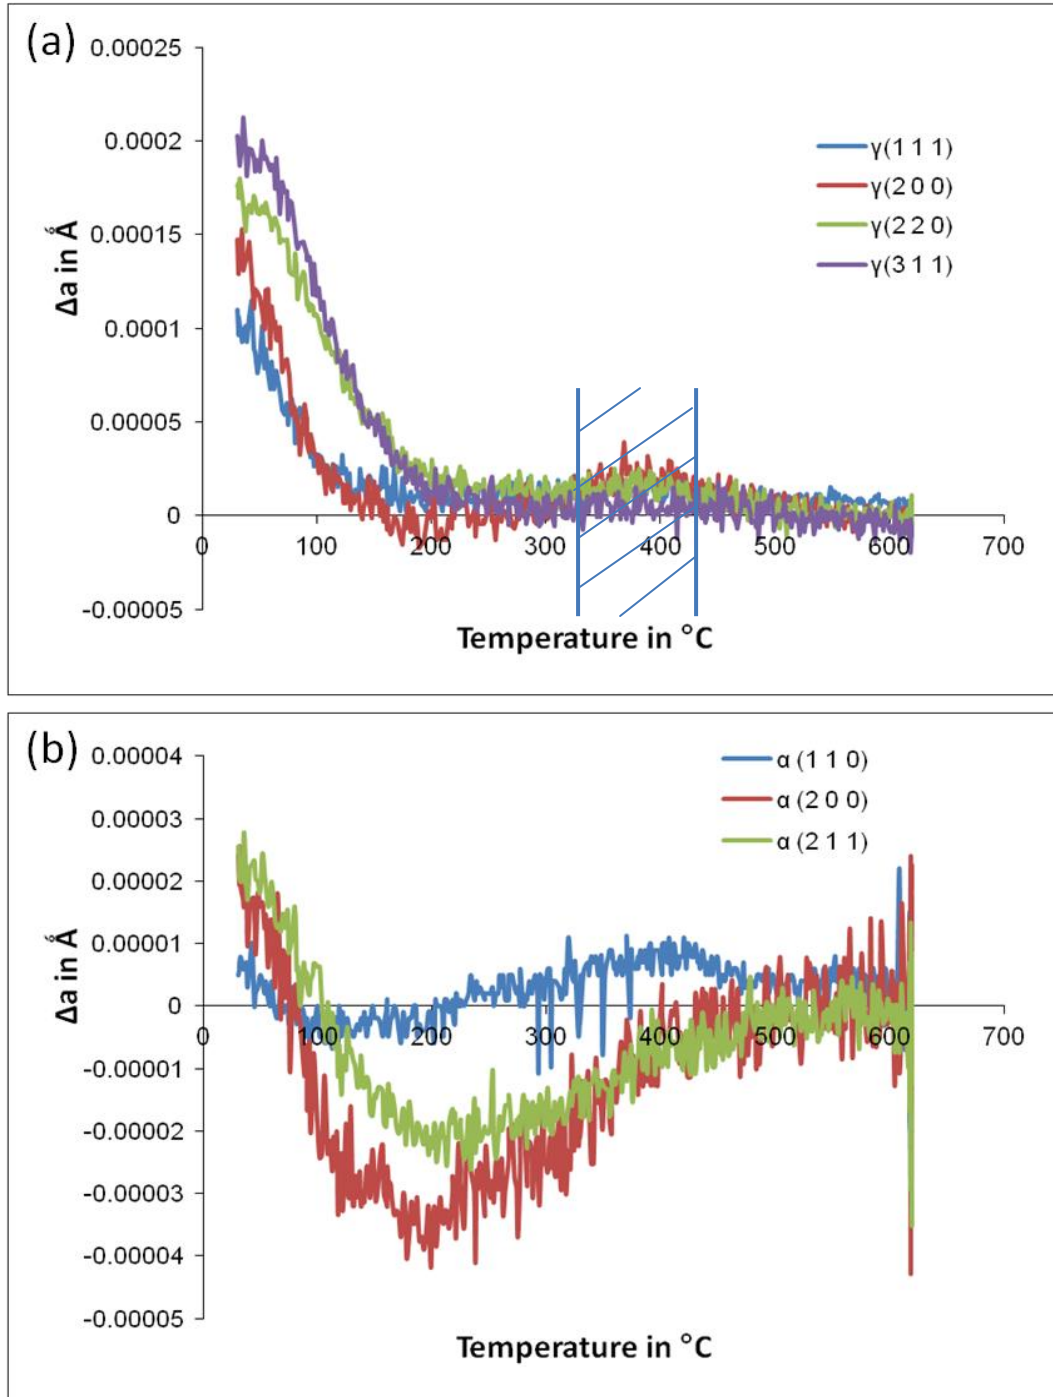 (a)
0.00025
0.0002
0.00015
0.0001
0.00005
0
-0.00005
Δa in Å
γ(1 1 1)
γ(2 0 0)
γ(2 2 0)
γ(3 1 1)
0 100 200 300 400 500 600 700
Temperature in °C
(b)
0.00004
0.00003
0.00002
0.00001
0
-0.00001
-0.00002
-0.00003
-0.00004
-0.00005
Δa in Å
α (1 1 0)
α (2 0 0)
α (2 1 1)
0 100 200 300 400 500 600 700
Temperature in °C